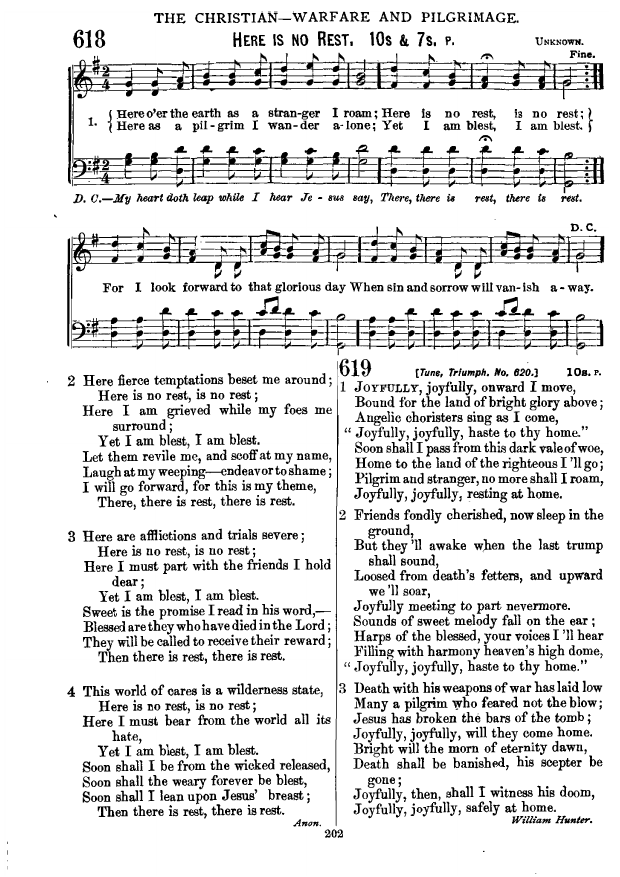 THE CHRISTIAN—WARFARE AND PILGRIMAGE.
618 HERE IS NO REST. 10s & 7s. P. UNKNOWN.
Fine.
1. { Here o'er the earth as a stran-ger I roam; Here is no rest, is no rest; }
{ Here as a pil-grim I wan-der a-lone; Yet I am blest, I am blest. }
D. C.—My heart doth leap while I hear Je-sus say, There, there is rest, there is rest.
D. C.
For I look forward to that glorious day When sin and sorrow will van-ish a-way.
2 Here fierce temptations beset me around;
Here is no rest, is no rest;
Here I am grieved while my foes me
surround;
Yet I am blest, I am blest.
Let them revile me, and scoff at my name,
Laugh at my weeping—endeavor to shame;
I will go forward, for this is my theme,
There, there is rest, there is rest.
3 Here are afflictions and trials severe;
Here is no rest, is no rest;
Here I must part with the friends I hold
dear;
Yet I am blest, I am blest.
Sweet is the promise I read in his word,—
Blessed are they who have died in the Lord;
They will be called to receive their reward;
Then there is rest, there is rest.
4 This world of cares is a wilderness state,
Here is no rest, is no rest;
Here I must bear from the world all its
hate,
Yet I am blest, I am blest.
Soon shall I be from the wicked released,
Soon shall the weary forever be blest,
Soon shall I lean upon Jesus' breast;
Then there is rest, there is rest.
Anon.
619 [Tune, Triumph. No. 620.] 10s. P.
1 JOYFULLY, joyfully, onward I move,
Bound for the land of bright glory above;
Angelic choristers sing as I come,
"Joyfully, joyfully, haste to thy home."
Soon shall I pass from this dark vale of woe,
Home to the land of the righteous I'll go;
Pilgrim and stranger, no more shall I roam,
Joyfully, joyfully, resting at home.
2 Friends fondly cherished, now sleep in the
ground,
But they'll awake when the last trump
shall sound,
Loosed from death's fetters, and upward
we'll soar,
Joyfully meeting to part nevermore.
Sounds of sweet melody fall on the ear;
Harps of the blessed, your voices I'll hear
Filling with harmony heaven's high dome,
"Joyfully, joyfully, haste to thy home."
3 Death with his weapons of war has laid low
Many a pilgrim who feared not the blow;
Jesus has broken the bars of the tomb;
Joyfully, joyfully, will they come home.
Bright will the morn of eternity dawn,
Death shall be banished, his scepter be
gone;
Joyfully, then, shall I witness his doom,
Joyfully, joyfully, safely at home.
William Hunter.
202